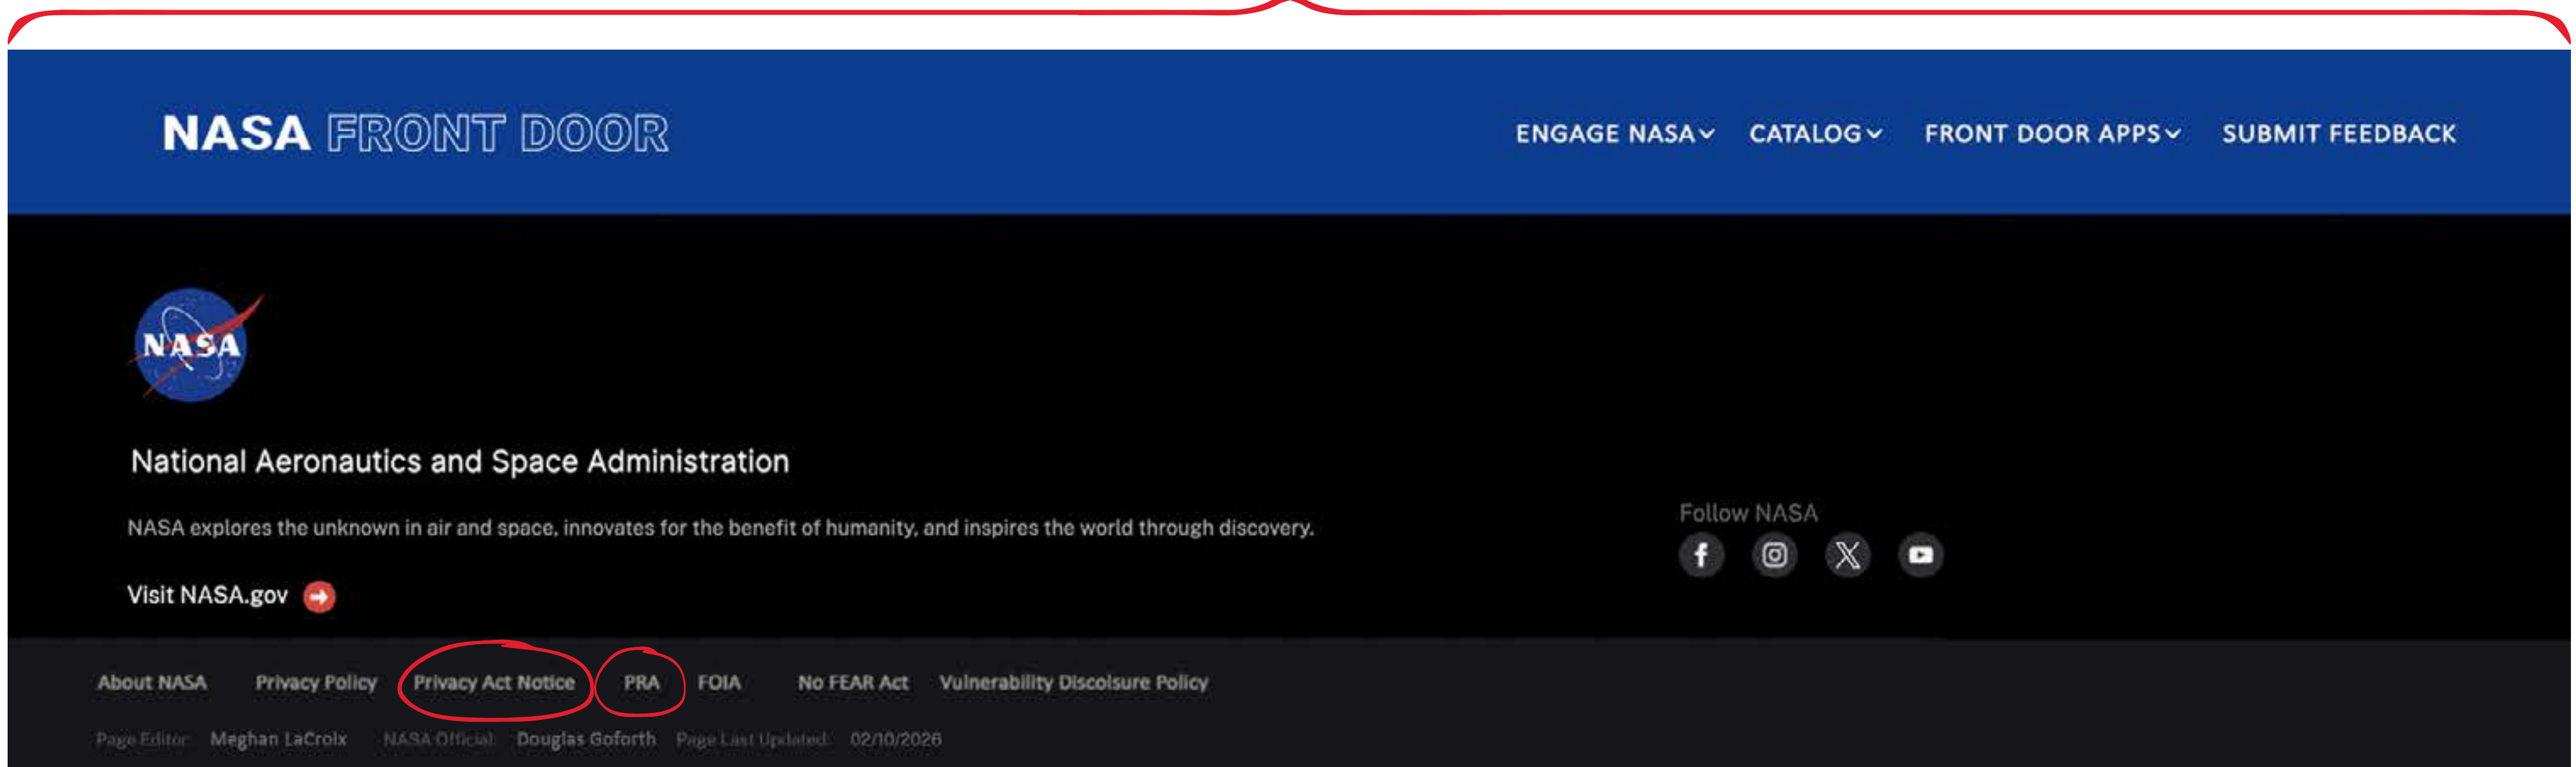 NASA FRONT DOOR
ENGAGE NASA CATALOG FRONT DOOR APPS SUBMIT FEEDBACK
NASA
National Aeronautics and Space Administration
NASA explores the unknown in air and space, innovates for the benefit of humanity, and inspires the world through discovery.
Follow NASA
Visit NASA.gov
About NASA Privacy Policy Privacy Act Notice PRA FOIA No FEAR Act Vulnerability Discolsure Policy
Page Editor: Meghan LaCroix NASA Official: Douglas Goforth Page Last Updated: 02/10/2026